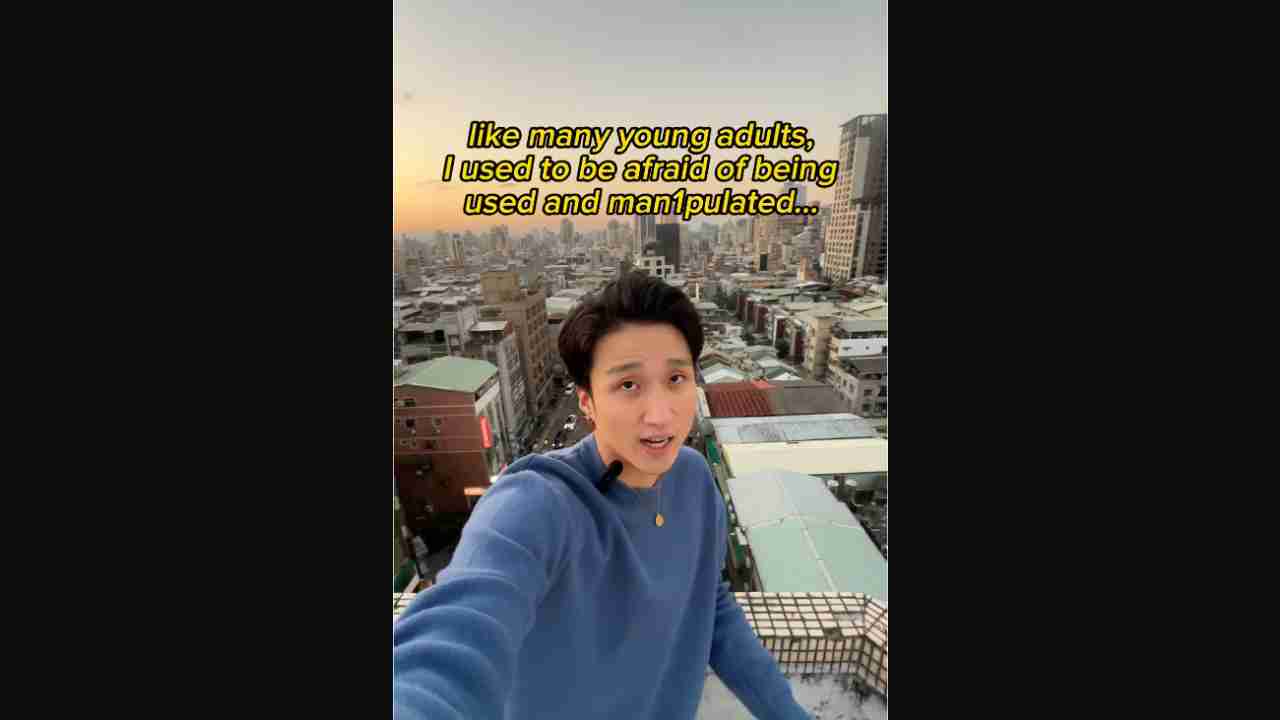 like many young adults,
I used to be afraid of being
used and man1pulated...